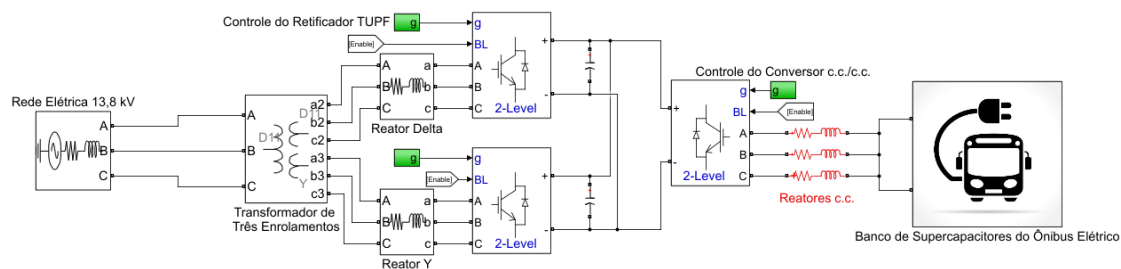 Controle do Retificador TUPF
g
g
[Enable]
BL
+
A
a
A
B
b
B
C
c
C
-
2-Level
Reator Delta
Rede Elétrica 13,8 kV
A
B
C
A
B
C
D11
D11
Y
a2
b2
c2
a3
b3
c3
Transformador de
Três Enrolamentos
g
g
[Enable]
BL
+
A
a
A
B
b
B
C
c
C
-
2-Level
Reator Y
Controle do Conversor c.c./c.c.
g
g
BL
[Enable]
+
A
B
-
C
2-Level
Reatores c.c.
Banco de Supercapacitores do Ônibus Elétrico